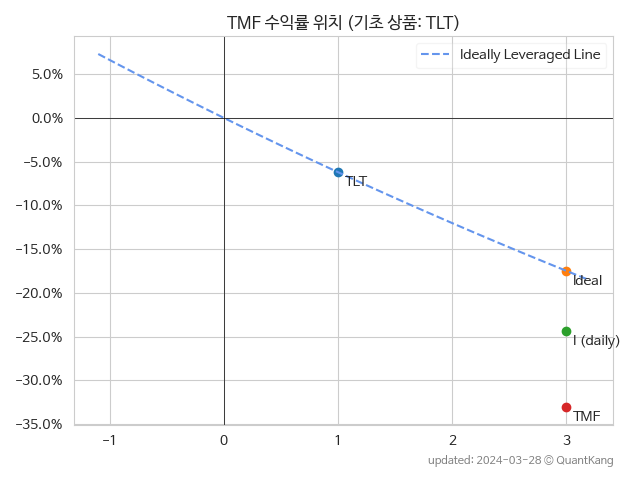 TMF 수익률 위치 (기초 상품: TLT)
Ideally Leveraged Line
5.0%
0.0%
−5.0%
−10.0%
−15.0%
−20.0%
−25.0%
−30.0%
−35.0%
TLT
Ideal
I (daily)
TMF
−1
0
1
2
3
updated: 2024-03-28 © QuantKang